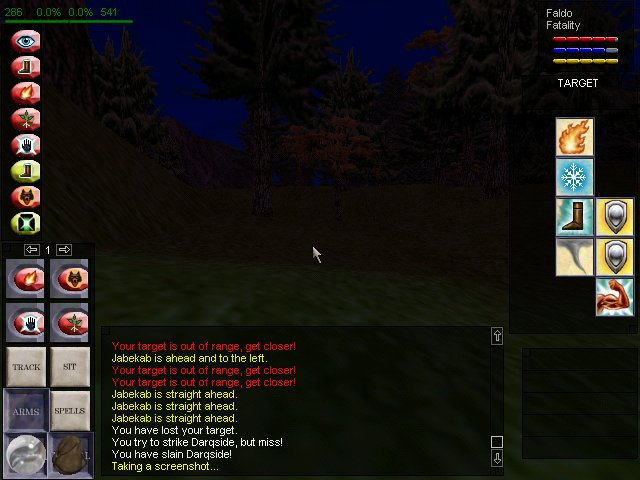 286 0.0% 0.0% 541
Faldo
Fatality
TARGET
1
TRACK SIT
ARMS SPELLS
Your target is out of range, get closer!
Jabekab is ahead and to the left.
Your target is out of range, get closer!
Your target is out of range, get closer!
Jabekab is straight ahead.
Jabekab is straight ahead.
Jabekab is straight ahead.
You have lost your target.
You try to strike Darqside, but miss!
You have slain Darqside!
Taking a screenshot...